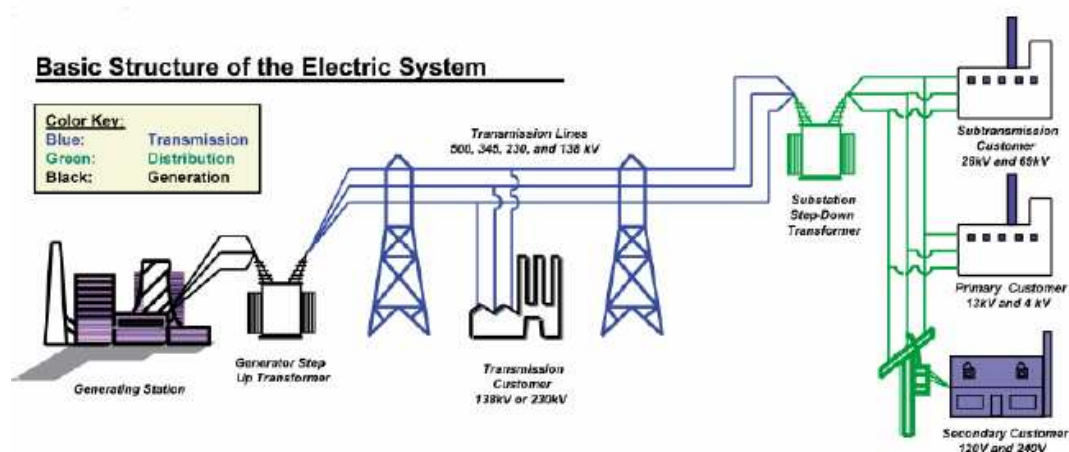 Basic Structure of the Electric System
Color Key:
Blue: Transmission
Green: Distribution
Black: Generation
Transmission Lines
500, 345, 230, and 138 kV
Generating Station
Generator Step
Up Transformer
Transmission
Customer
138kV or 230kV
Substation
Step-Down
Transformer
Subtransmission
Customer
26kV and 69kV
Primary Customer
13kV and 4 kV
Secondary Customer
120V and 240V